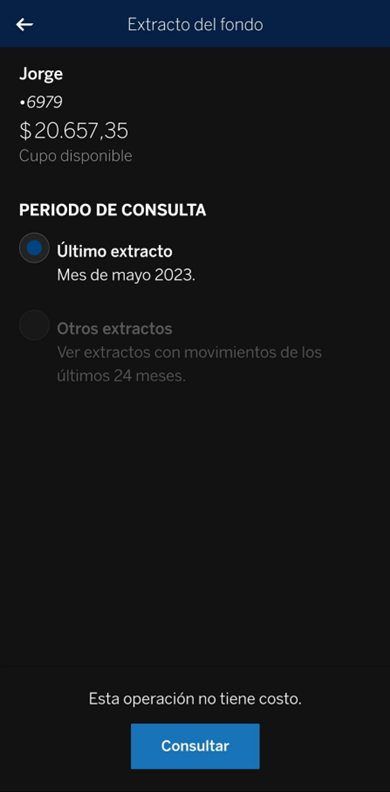 Extracto del fondo
Jorge
•6979
$20.657,35
Cupo disponible
PERIODO DE CONSULTA
Último extracto
Mes de mayo 2023.
Otros extractos
Ver extractos con movimientos de los
últimos 24 meses.
Esta operación no tiene costo.
Consultar